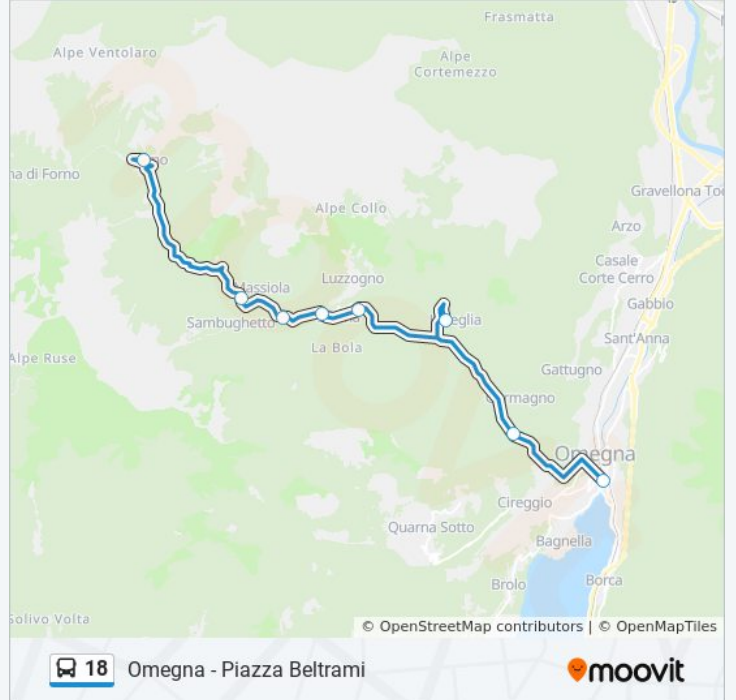 Frasmatta
Alpe Ventolaro
Alpe
Cortemezzo
na di Forno
Gravellona Toc
Alpe Collo
Arzo
Casale
Corte Cerro
Luzzogno
Massiola
Gabbio
Sambughetto
Sant'Anna
La Bola
Alpe Ruse
Gattugno
Omegna
Cireggio
Quarna Sotto
Bagnella
Brolo
Borca
Solivo Volta
© OpenStreetMap contributors | © OpenMapTiles
18 Omegna - Piazza Beltrami
moovit